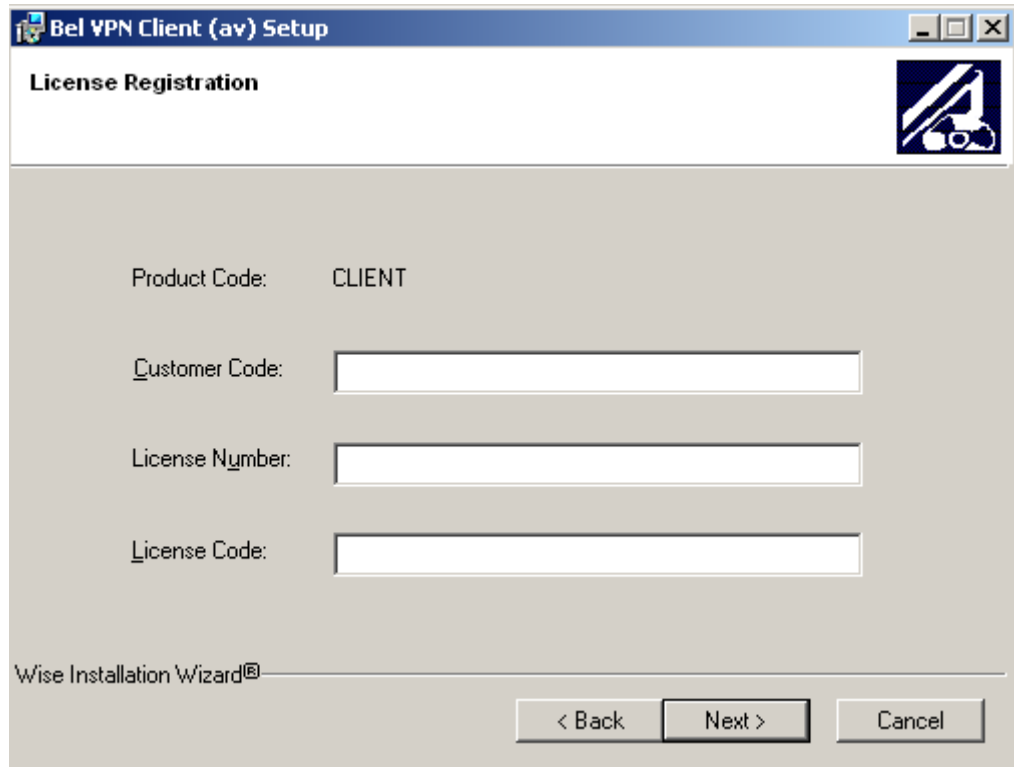 Bel VPN Client (av) Setup
License Registration
Product Code: CLIENT
Customer Code:
License Number:
License Code:
Wise Installation Wizard®
< Back Next > Cancel